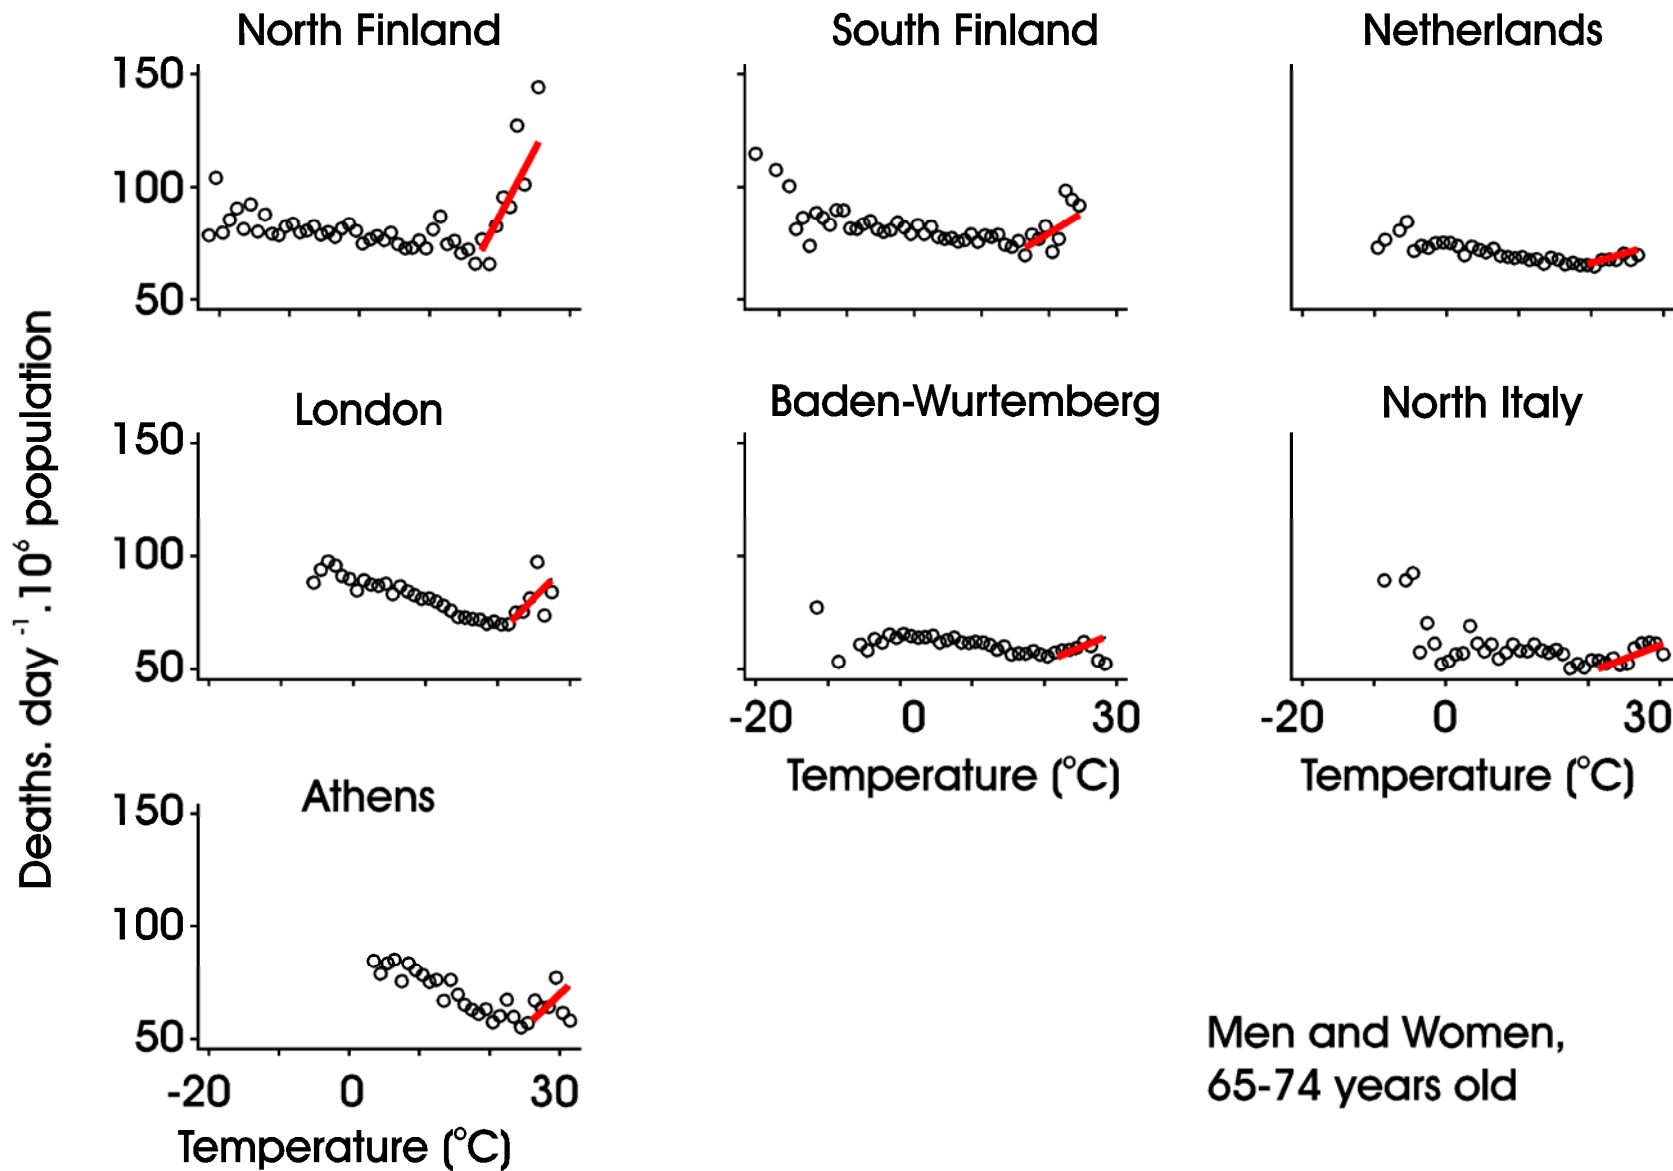 North Finland
South Finland
Netherlands
150
100
50
Deaths. day ⁻¹ .10⁶ population
London
Baden-Wurtemberg
North Italy
150
100
50
-20 0 30
-20 0 30
Temperature (°C)
Temperature (°C)
Athens
150
100
50
-20 0 30
Temperature (°C)
Men and Women,
65-74 years old